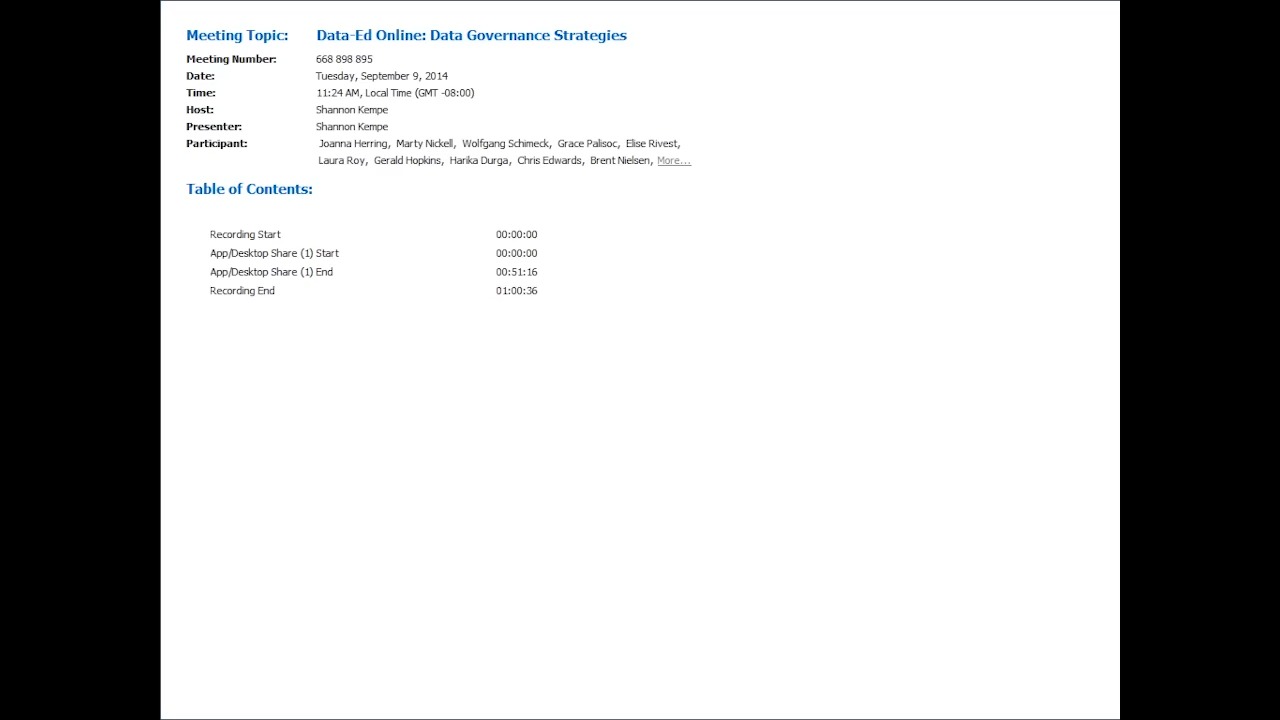 Meeting Topic: Data-Ed Online: Data Governance Strategies
Meeting Number: 668 898 895
Date: Tuesday, September 9, 2014
Time: 11:24 AM, Local Time (GMT -08:00)
Host: Shannon Kempe
Presenter: Shannon Kempe
Participant: Joanna Herring, Marty Nickell, Wolfgang Schimeck, Grace Palisoc, Elise Rivest,
Laura Roy, Gerald Hopkins, Harika Durga, Chris Edwards, Brent Nielsen, More...
Table of Contents:
Recording Start 00:00:00
App/Desktop Share (1) Start 00:00:00
App/Desktop Share (1) End 00:51:16
Recording End 01:00:36